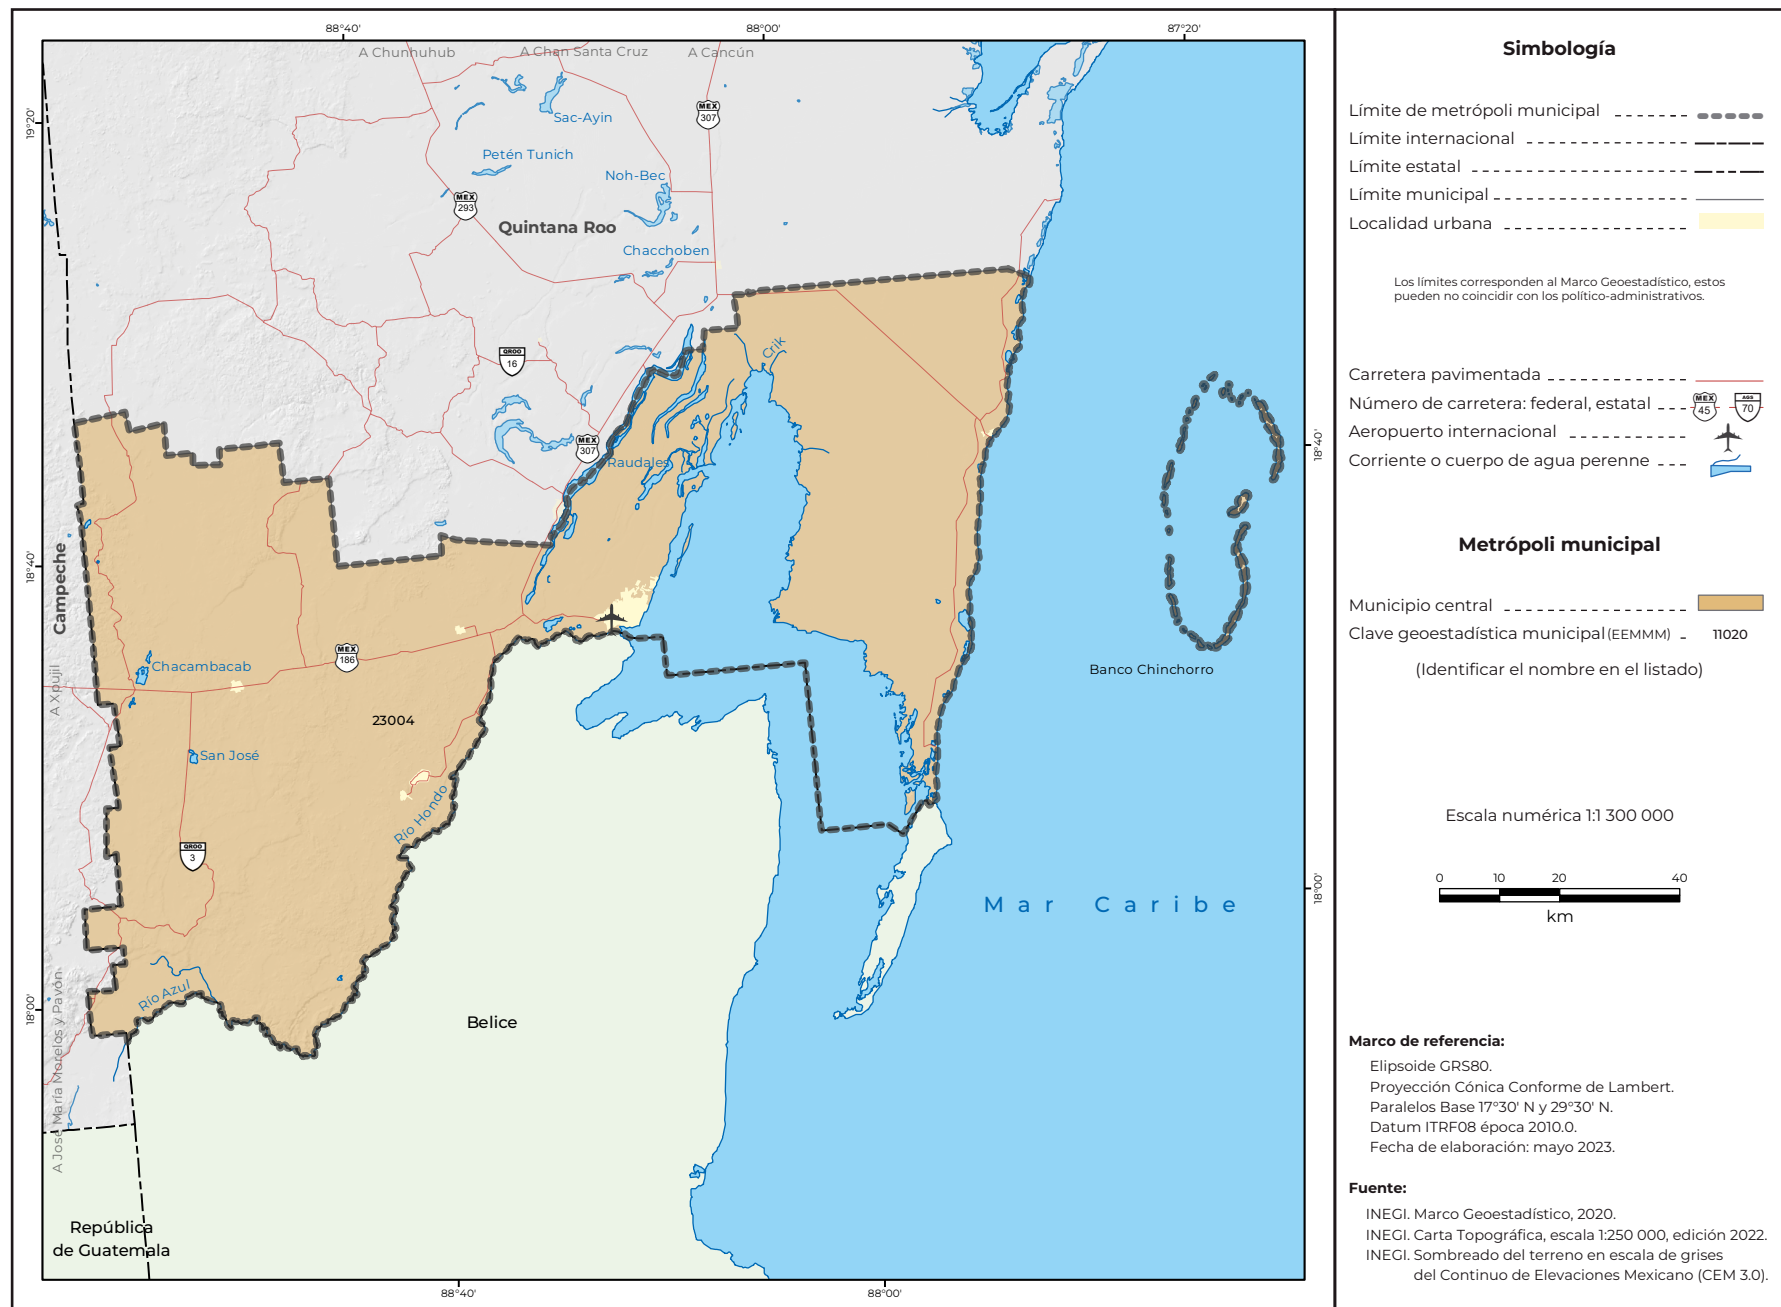 88°40'
88°00'
87°20'
A Chunhuhub
A Chan Santa Cruz
A Cancún
19°20'
MEX
307
Sac-Ayin
Petén Tunich
Noh-Bec
MEX
293
Quintana Roo
Chacchoben
Crik
QROO
16
MEX
307
Raudales
18°40'
18°40'
Campeche
Chacambacab
MEX
186
A Xpujil
Banco Chinchorro
23004
San José
Río Hondo
QROO
3
Mar Caribe
18°00'
18°00'
Río Azul
A José María Morelos y Pavón
Belice
República
de Guatemala
88°40'
88°00'
Simbología
Límite de metrópoli municipal
Límite internacional
Límite estatal
Límite municipal
Localidad urbana
Los límites corresponden al Marco Geoestadístico, estos
pueden no coincidir con los político-administrativos.
Carretera pavimentada
Número de carretera: federal, estatal MEX 45 AGS 70
Aeropuerto internacional
Corriente o cuerpo de agua perenne
Metrópoli municipal
Municipio central
Clave geoestadística municipal (EEMMM) 11020
(Identificar el nombre en el listado)
Escala numérica 1:1 300 000
0 10 20 40
km
Marco de referencia:
Elipsoide GRS80.
Proyección Cónica Conforme de Lambert.
Paralelos Base 17°30' N y 29°30' N.
Datum ITRF08 época 2010.0.
Fecha de elaboración: mayo 2023.
Fuente:
INEGI. Marco Geoestadístico, 2020.
INEGI. Carta Topográfica, escala 1:250 000, edición 2022.
INEGI. Sombreado del terreno en escala de grises
del Continuo de Elevaciones Mexicano (CEM 3.0).